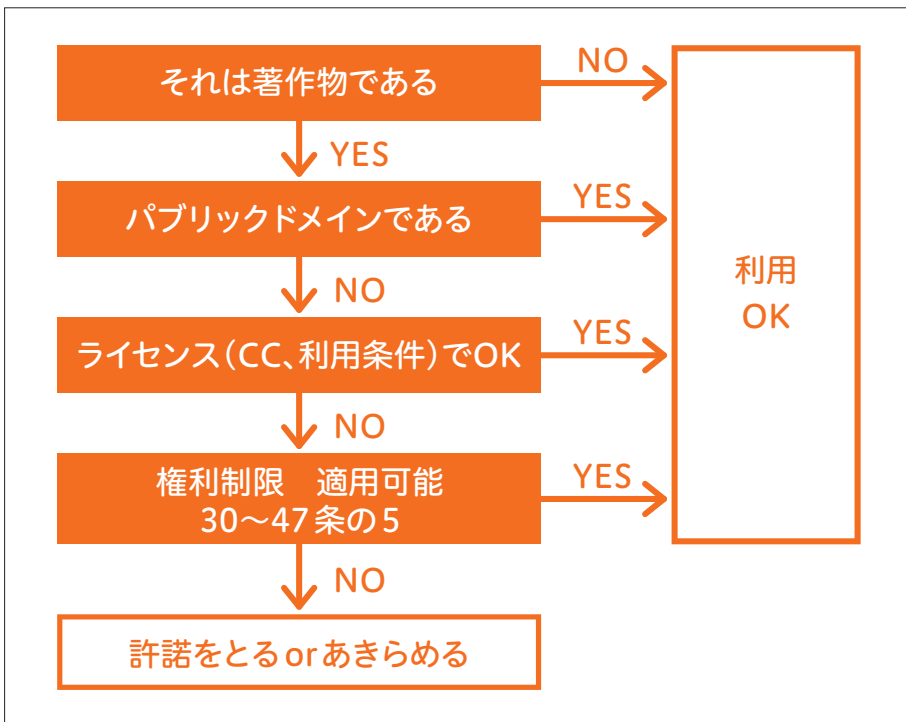 それは著作物である
NO
YES
パブリックドメインである
YES
NO
ライセンス(CC、利用条件)でOK
YES
NO
権利制限　適用可能
30〜47条の5
YES
NO
許諾をとるorあきらめる
利用
OK